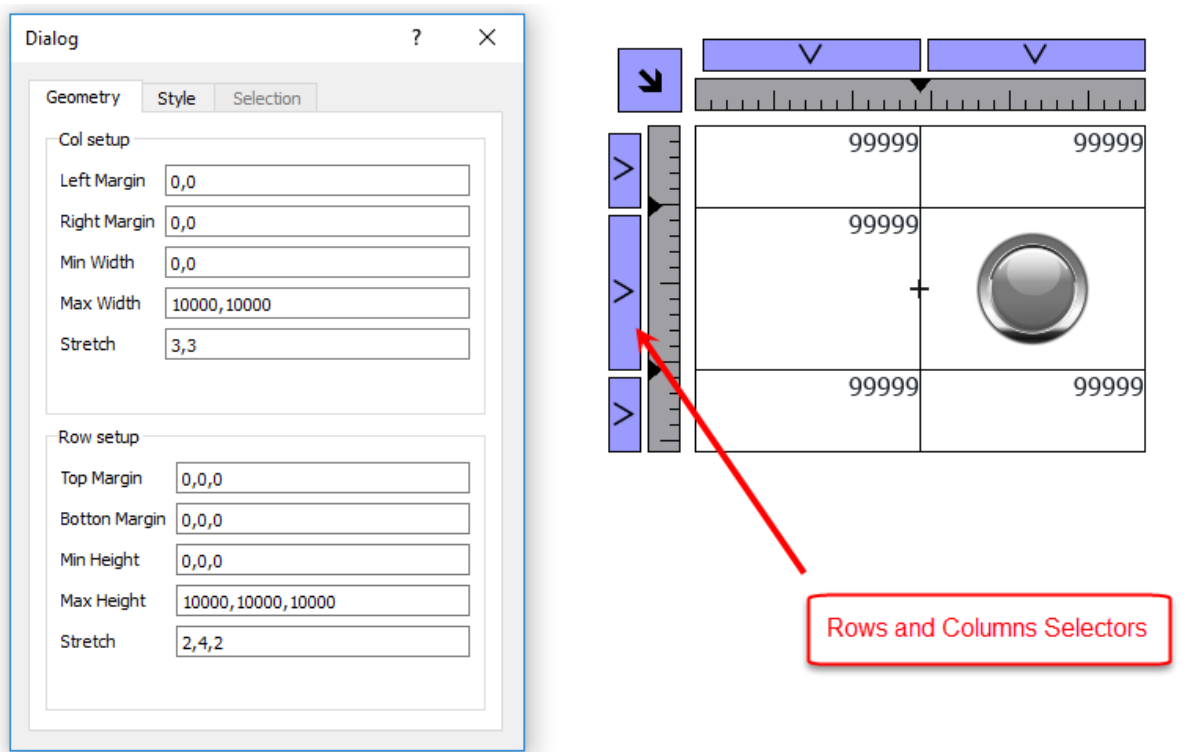 Dialog ?
Geometry Style Selection
Col setup
Left Margin 0,0
Right Margin 0,0
Min Width 0,0
Max Width 10000,10000
Stretch 3,3
Row setup
Top Margin 0,0,0
Botton Margin 0,0,0
Min Height 0,0,0
Max Height 10000,10000,10000
Stretch 2,4,2
99999 99999
99999
99999 99999
Rows and Columns Selectors